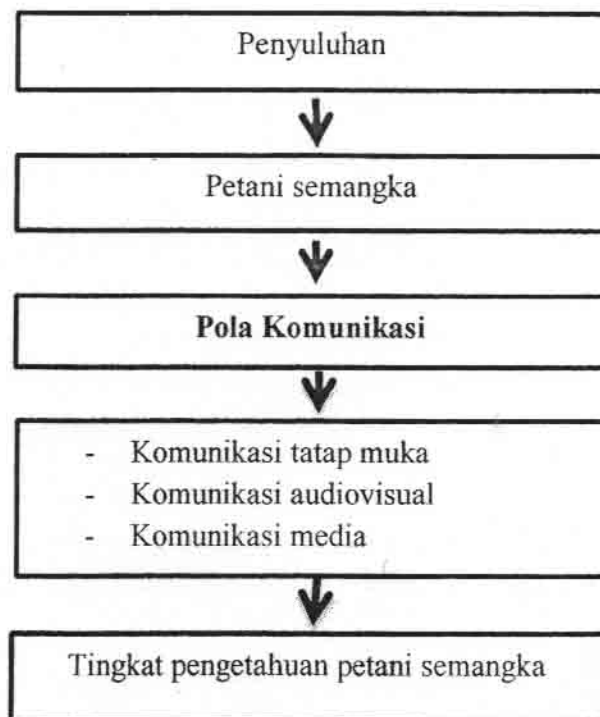 Penyuluhan
Petani semangka
Pola Komunikasi
- Komunikasi tatap muka
- Komunikasi audiovisual
- Komunikasi media
Tingkat pengetahuan petani semangka